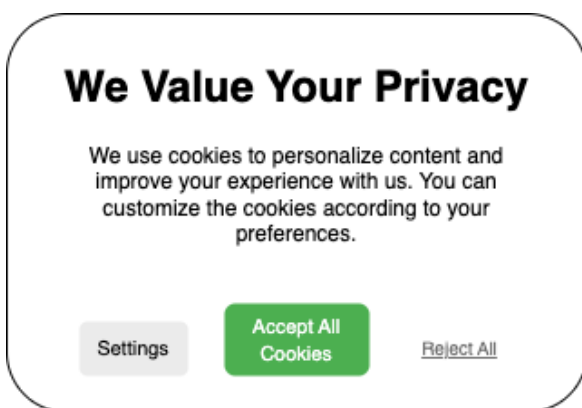 We Value Your Privacy
We use cookies to personalize content and
improve your experience with us. You can
customize the cookies according to your
preferences.
Settings
Accept All
Cookies
Reject All